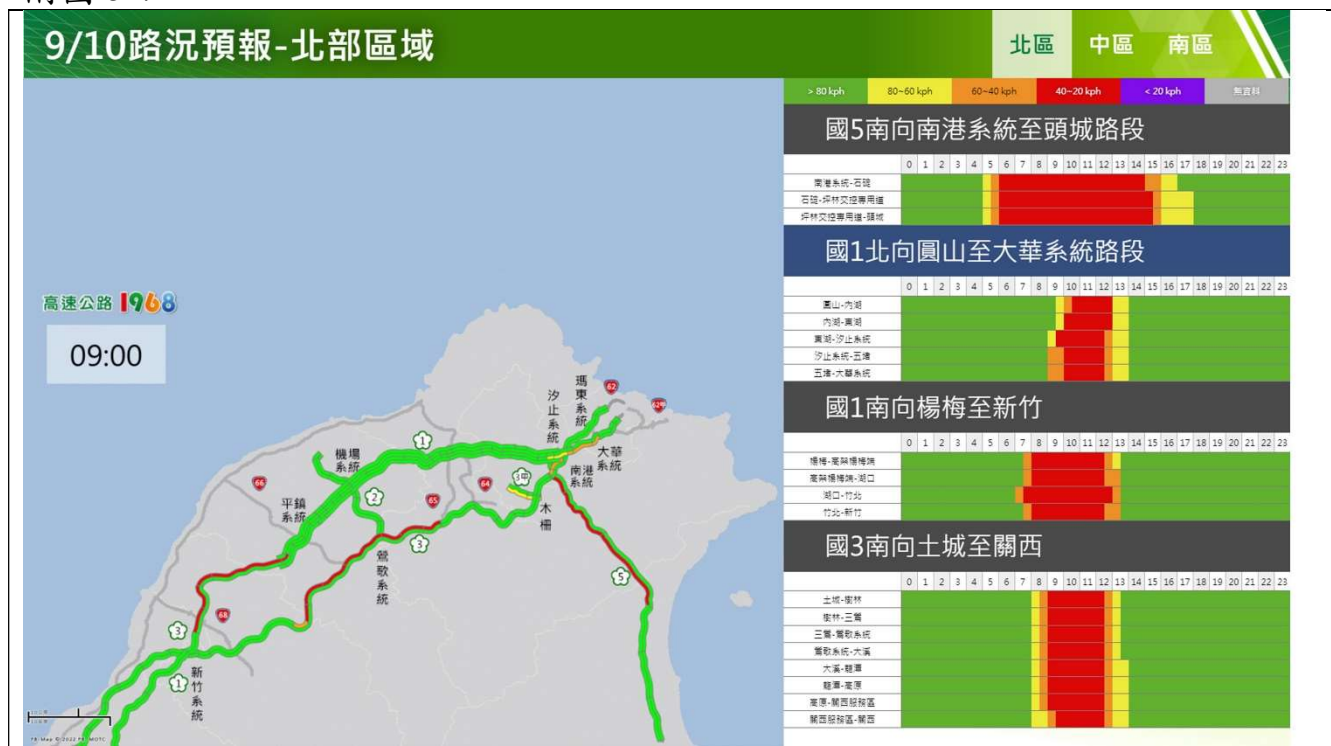 9/10路況預報-北部區域
北區 中區 南區
> 80 kph 80~60 kph 60~40 kph 40~20 kph < 20 kph 無資料
高速公路 1968
09:00
國5南向南港系統至頭城路段
0 1 2 3 4 5 6 7 8 9 10 11 12 13 14 15 16 17 18 19 20 21 22 23
南港系統-石碇
石碇-坪林交控專用道
坪林交控專用道-頭城
國1北向圓山至大華系統路段
0 1 2 3 4 5 6 7 8 9 10 11 12 13 14 15 16 17 18 19 20 21 22 23
圓山-內湖
內湖-東湖
東湖-汐止系統
汐止系統-五堵
五堵-大華系統
國1南向楊梅至新竹
0 1 2 3 4 5 6 7 8 9 10 11 12 13 14 15 16 17 18 19 20 21 22 23
楊梅-高架楊梅端
高架楊梅端-湖口
湖口-竹北
竹北-新竹
國3南向土城至關西
0 1 2 3 4 5 6 7 8 9 10 11 12 13 14 15 16 17 18 19 20 21 22 23
土城-樹林
樹林-三鶯
三鶯-鶯歌系統
鶯歌系統-大溪
大溪-龍潭
龍潭-高原
高原-關西服務區
關西服務區-關西
瑪東系統
汐止系統
62
62甲
大華系統
南港系統
機場系統
1
3甲
66
64
65
2
平鎮系統
木柵
3
鶯歌系統
5
68
3
1
新竹系統